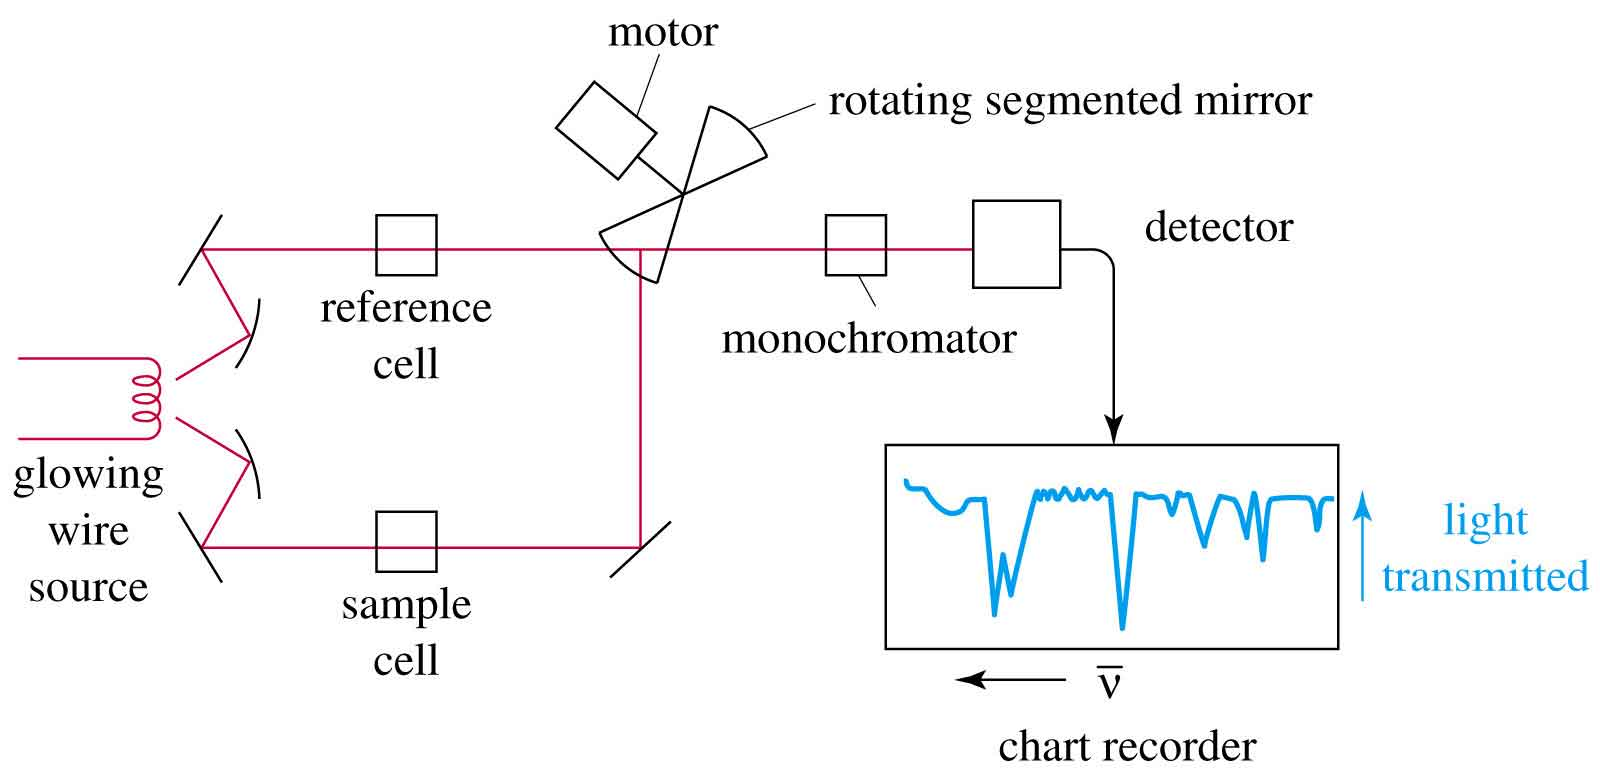 motor
rotating segmented mirror
detector
reference
cell
monochromator
glowing
wire
source
sample
cell
light
transmitted
ν̅
chart recorder